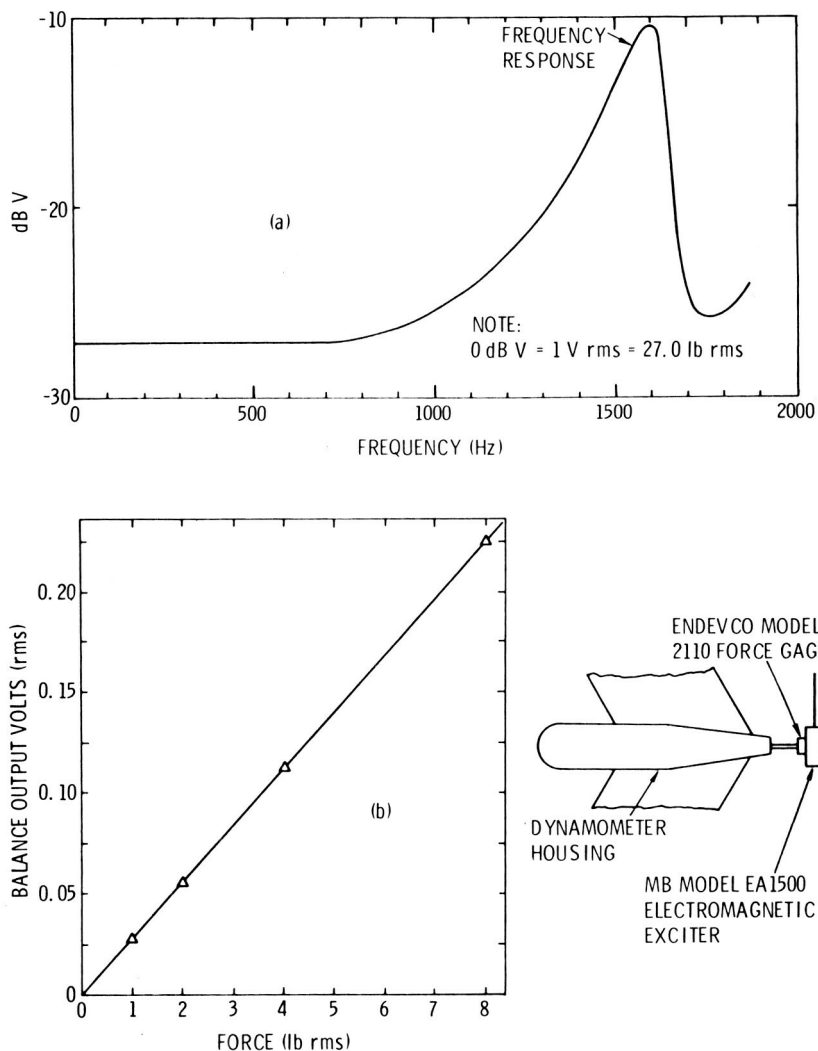 -10
-20
-30
dB V
FREQUENCY
RESPONSE
(a)
NOTE:
0 dB V = 1 V rms = 27.0 lb rms
0
500
1000
1500
2000
FREQUENCY (Hz)
0.20
0.15
0.10
0.05
0
BALANCE OUTPUT VOLTS (rms)
(b)
0
1
2
3
4
5
6
7
8
FORCE (lb rms)
ENDEVCO MODEL
2110 FORCE GAG
DYNAMOMETER
HOUSING
MB MODEL EA1500
ELECTROMAGNETIC
EXCITER